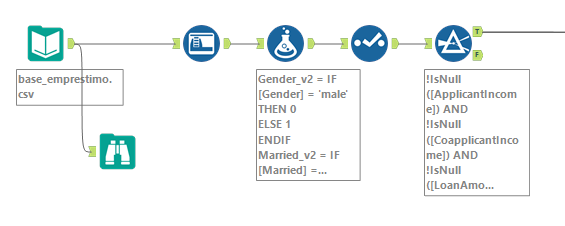 base_emprestimo.
csv
Gender_v2 = IF
[Gender] = 'male'
THEN 0
ELSE 1
ENDIF
Married_v2 = IF
[Married] =...
!IsNull
([ApplicantIncom
e]) AND
!IsNull
([CoapplicantInco
me]) AND
!IsNull
([LoanAmo...
T
F